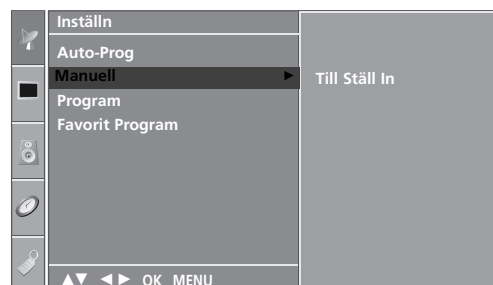 Inställn
Auto-Prog
Manuell ► Till Ställ In
Program
Favorit Program
▲▼ ◄► OK MENU